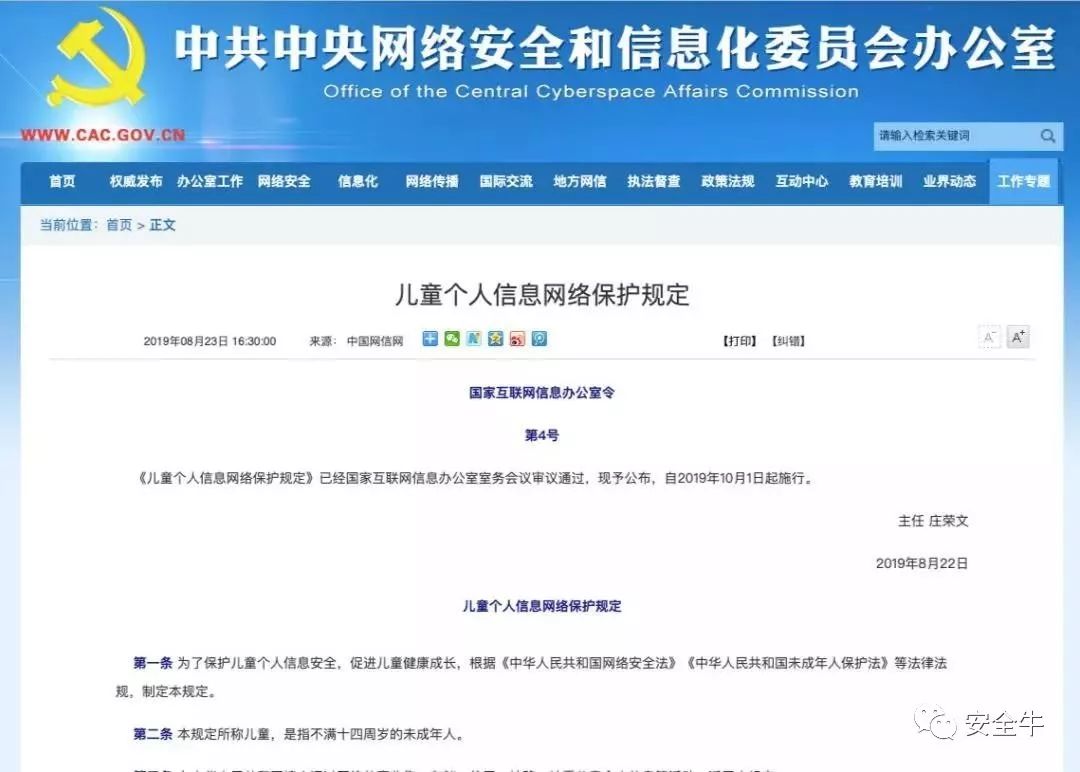 中共中央网络安全和信息化委员会办公室
Office of the Central Cyberspace Affairs Commission
WWW.CAC.GOV.CN
请输入检索关键词
首页 权威发布 办公室工作 网络安全 信息化 网络传播 国际交流 地方网信 执法督查 政策法规 互动中心 教育培训 业界动态 工作专题
当前位置：首页 > 正文
儿童个人信息网络保护规定
2019年08月23日 16:30:00 来源： 中国网信网 【打印】 【纠错】 A- A+
国家互联网信息办公室令
第4号
《儿童个人信息网络保护规定》已经国家互联网信息办公室室务会议审议通过，现予公布，自2019年10月1日起施行。
主任 庄荣文
2019年8月22日
儿童个人信息网络保护规定
第一条 为了保护儿童个人信息安全，促进儿童健康成长，根据《中华人民共和国网络安全法》《中华人民共和国未成年人保护法》等法律法
规，制定本规定。
第二条 本规定所称儿童，是指不满十四周岁的未成年人。
安全牛